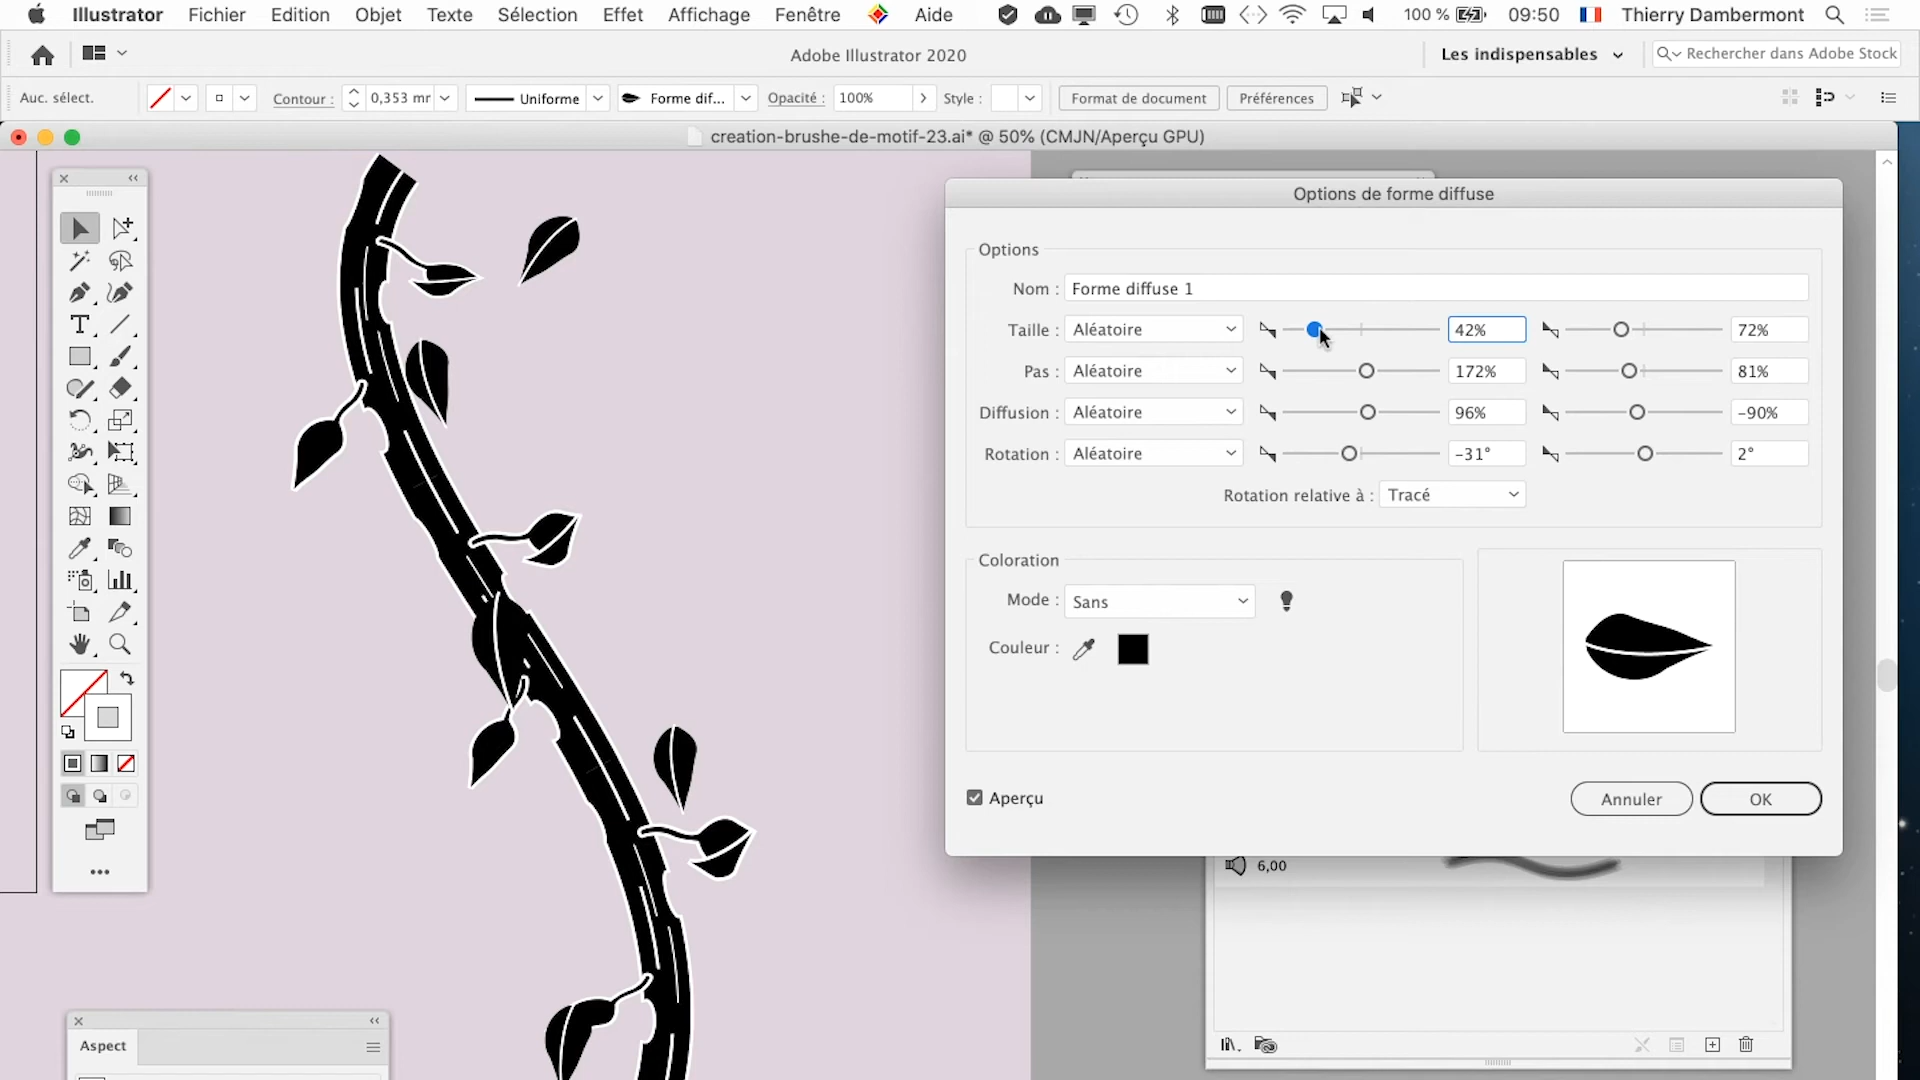 Illustrator Fichier Edition Objet Texte Sélection Effet Affichage Fenêtre Aide 100 % 09:50 Thierry Dambermont
Adobe Illustrator 2020 Les indispensables Rechercher dans Adobe Stock
Auc. sélect. Contour : 0,353 mr Uniforme Forme dif... Opacité : 100% Style : Format de document Préférences
creation-brushe-de-motif-23.ai* @ 50% (CMJN/Aperçu GPU)
Options de forme diffuse
Options
Nom : Forme diffuse 1
Taille : Aléatoire 42% 72%
Pas : Aléatoire 172% 81%
Diffusion : Aléatoire 96% -90%
Rotation : Aléatoire -31° 2°
Rotation relative à : Tracé
Coloration
Mode : Sans
Couleur :
Aperçu Annuler OK
6,00
Aspect